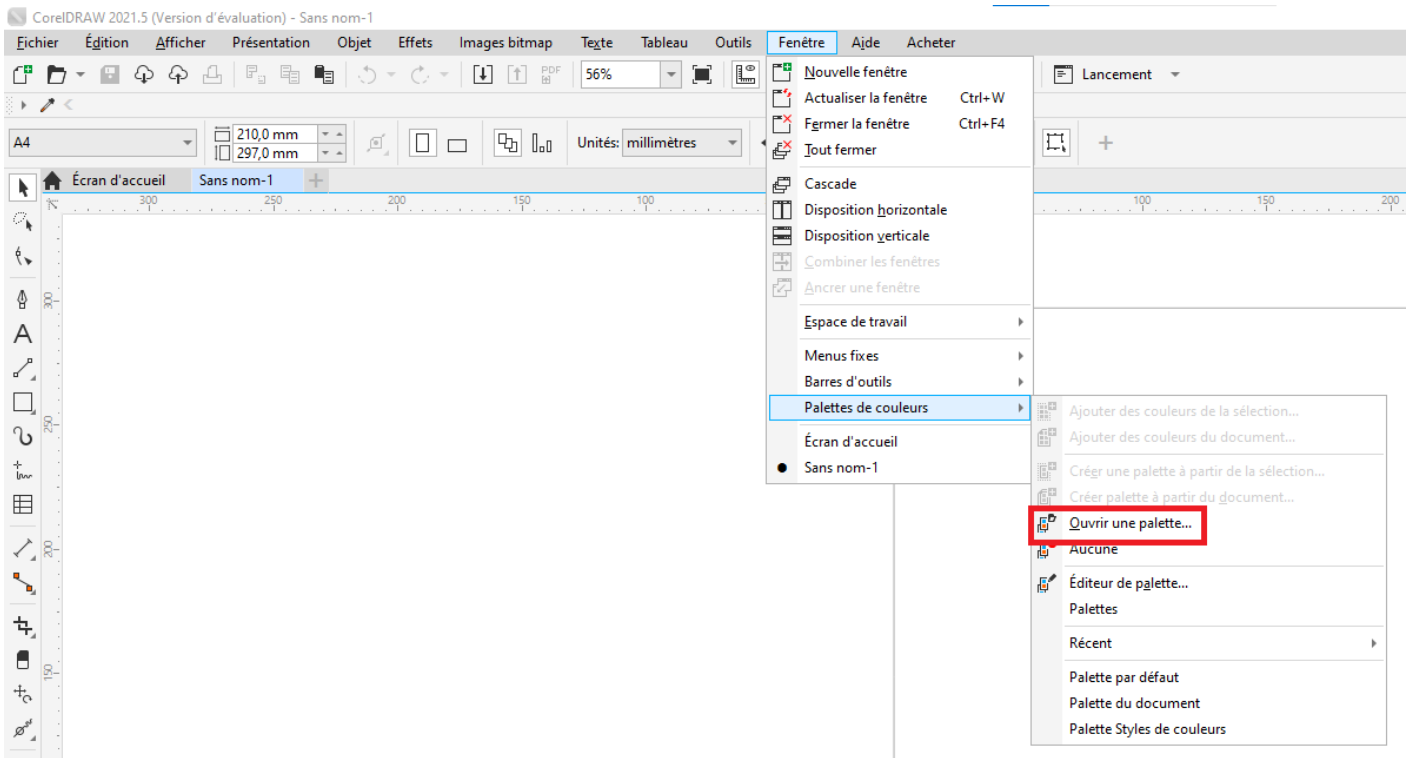 CorelDRAW 2021.5 (Version d'évaluation) - Sans nom-1
Fichier Édition Afficher Présentation Objet Effets Images bitmap Texte Tableau Outils Fenêtre Aide Acheter
PDF 56% Lancement
A4 210,0 mm 297,0 mm Unités: millimètres
Écran d'accueil Sans nom-1
300 250 200 150 100 100 150 200
300
250
200
150
Nouvelle fenêtre
Actualiser la fenêtre Ctrl+W
Fermer la fenêtre Ctrl+F4
Tout fermer
Cascade
Disposition horizontale
Disposition verticale
Combiner les fenêtres
Ancrer une fenêtre
Espace de travail
Menus fixes
Barres d'outils
Palettes de couleurs
Écran d'accueil
Sans nom-1
Ajouter des couleurs de la sélection...
Ajouter des couleurs du document...
Créer une palette à partir de la sélection...
Créer palette à partir du document...
Ouvrir une palette...
Aucune
Éditeur de palette...
Palettes
Récent
Palette par défaut
Palette du document
Palette Styles de couleurs